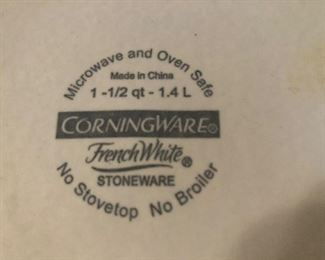 Microwave and Oven Safe
Made in China
1 -1/2 qt - 1.4 L
CORNINGWARE®
French White®
STONEWARE
No Stovetop No Broiler